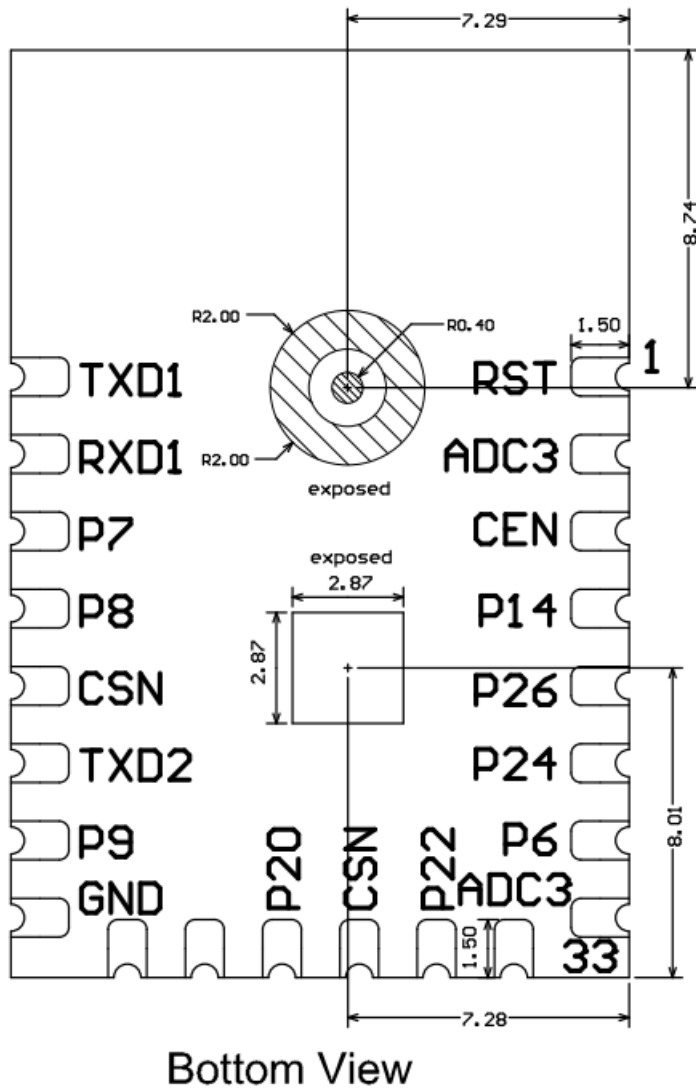 7.29
8.74
R2.00
R0.40
1.50
1
TXD1
RST
RXD1
R2.00
ADC3
exposed
P7
CEN
exposed
2.87
P8
P14
2.87
CSN
P26
TXD2
P24
8.01
P9
P20
CSN
P22
P6
GND
ADC3
1.50
33
7.28
Bottom View